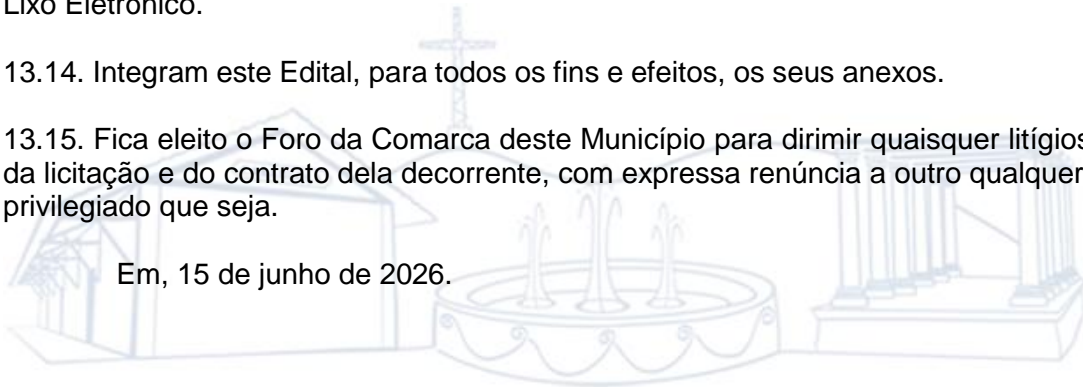 Lixo Eletrônico.
13.14. Integram este Edital, para todos os fins e efeitos, os seus anexos.
13.15. Fica eleito o Foro da Comarca deste Município para dirimir quaisquer litígios
da licitação e do contrato dela decorrente, com expressa renúncia a outro qualquer
privilegiado que seja.
Em, 15 de junho de 2026.